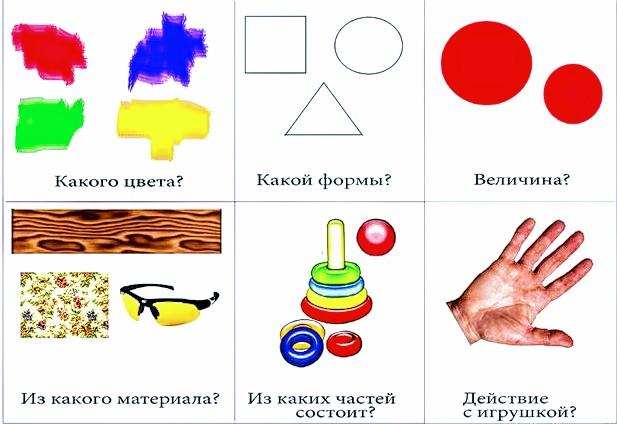 Какого цвета?
Какой формы?
Величина?
Из какого материала?
Из каких частей
состоит?
Действие
с игрушкой?